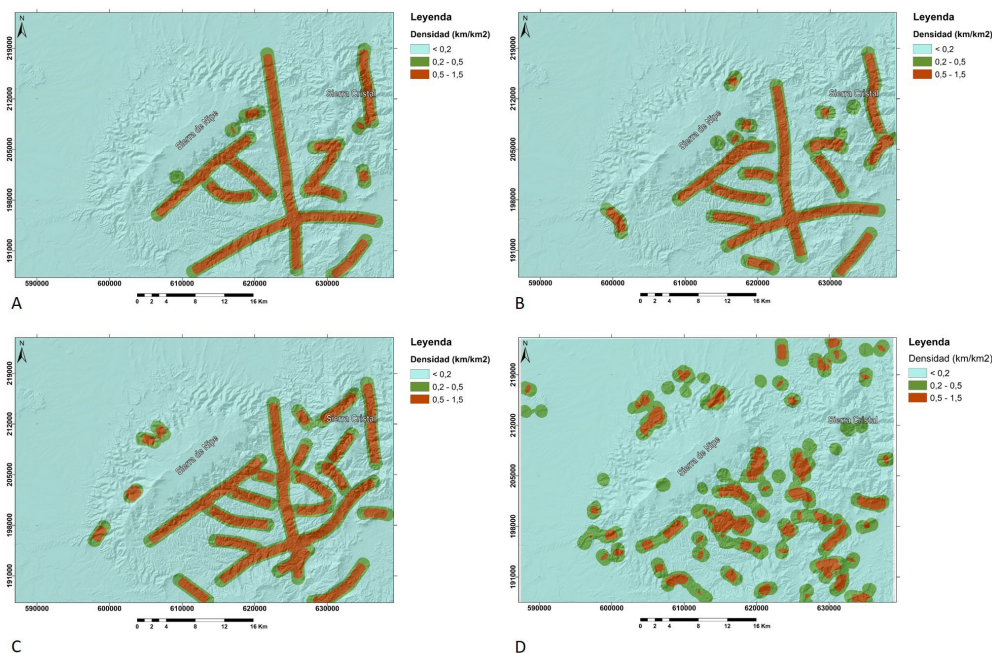 N
219000
212000
205000
198000
191000
Sierra de Nipe
Sierra Cristal
590000 600000 610000 620000 630000
0 2 4 8 12 16 Km
Leyenda
Densidad (km/km2)
< 0,2
0,2 - 0,5
0,5 - 1,5
A
N
219000
212000
205000
198000
191000
Sierra de Nipe
Sierra Cristal
590000 600000 610000 620000 630000
0 2 4 8 12 16 Km
Leyenda
Densidad (km/km2)
< 0,2
0,2 - 0,5
0,5 - 1,5
B
N
219000
212000
205000
198000
191000
Sierra de Nipe
Sierra Cristal
590000 600000 610000 620000 630000
0 2 4 8 12 16 Km
Leyenda
Densidad (km/km2)
< 0,2
0,2 - 0,5
0,5 - 1,5
C
N
219000
212000
205000
198000
191000
Sierra de Nipe
Sierra Cristal
590000 600000 610000 620000 630000
0 2 4 8 12 16 Km
Leyenda
Densidad (km/km2)
< 0,2
0,2 - 0,5
0,5 - 1,5
D